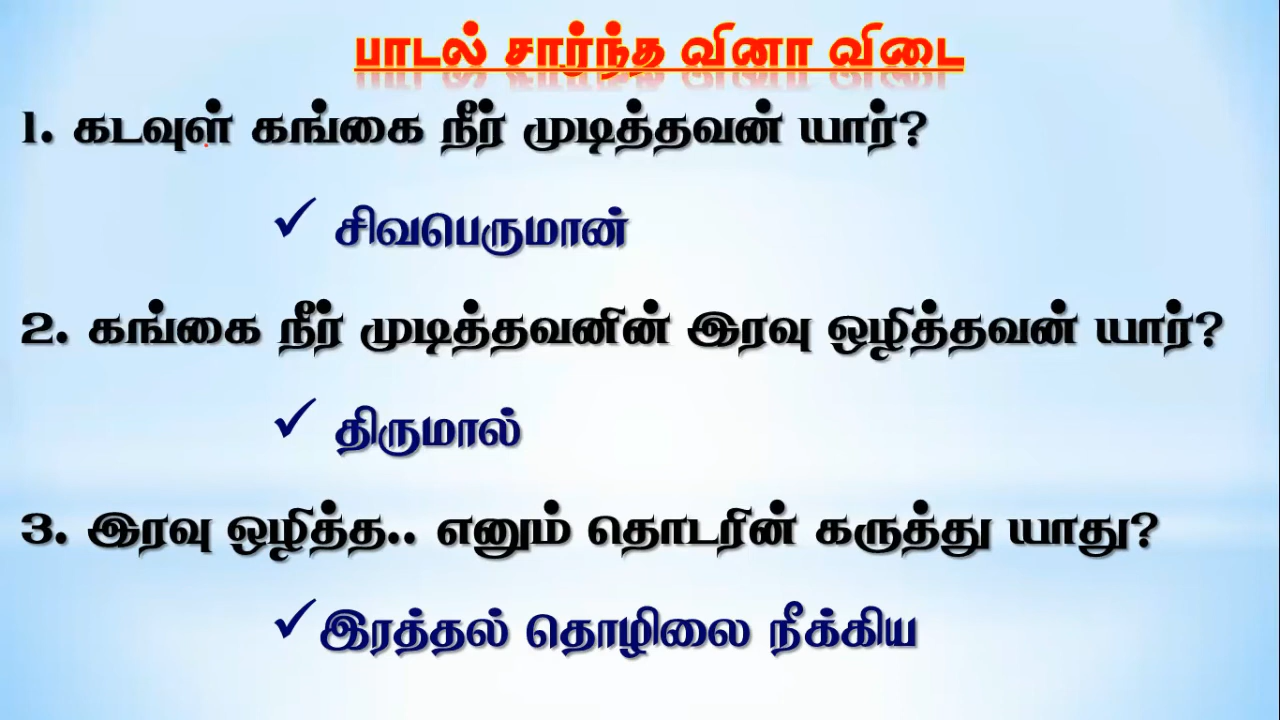 பாடல் சார்ந்த வினா விடை
1. கடவுள் கங்கை நீர் முடித்தவன் யார்?
✓ சிவபெருமான்
2. கங்கை நீர் முடித்தவனின் இரவு ஒழித்தவன் யார்?
✓ திருமால்
3. இரவு ஒழித்த.. எனும் தொடரின் கருத்து யாது?
✓ இரத்தல் தொழிலை நீக்கிய